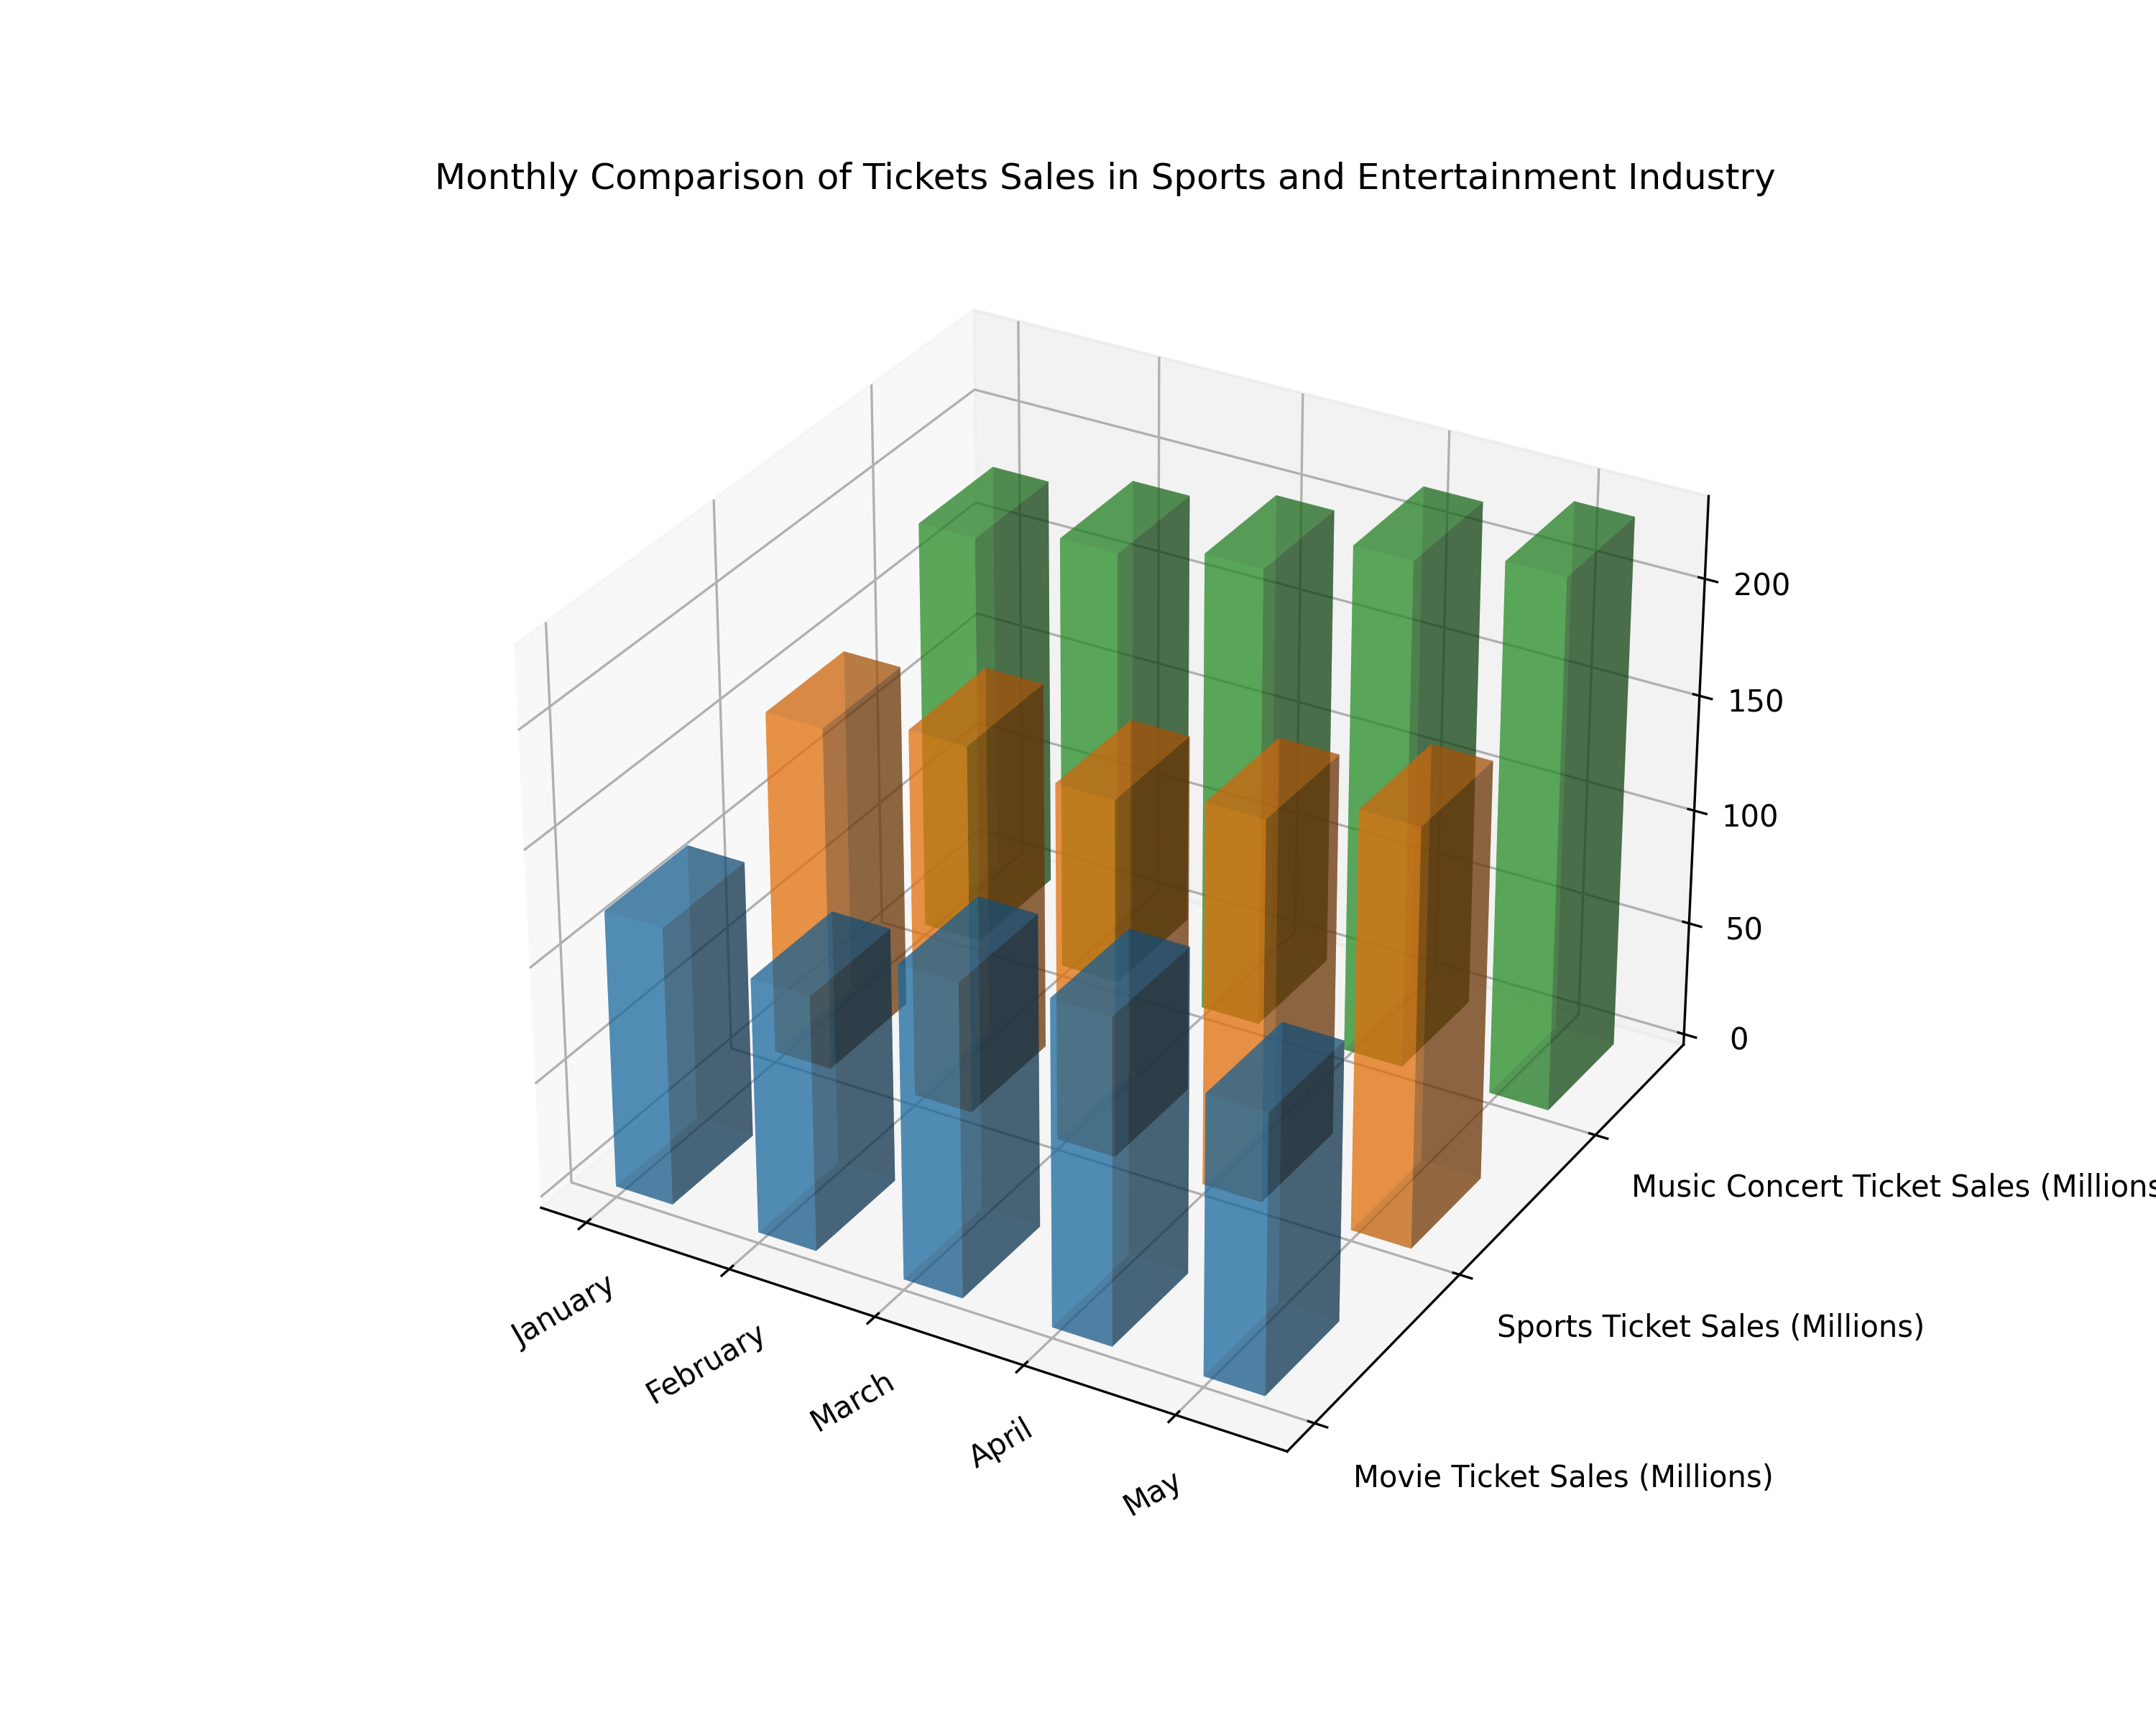 Monthly Comparison of Tickets Sales in Sports and Entertainment Industry
200
150
100
50
0
Music Concert Ticket Sales (Millions
Sports Ticket Sales (Millions)
Movie Ticket Sales (Millions)
January
February
March
April
May